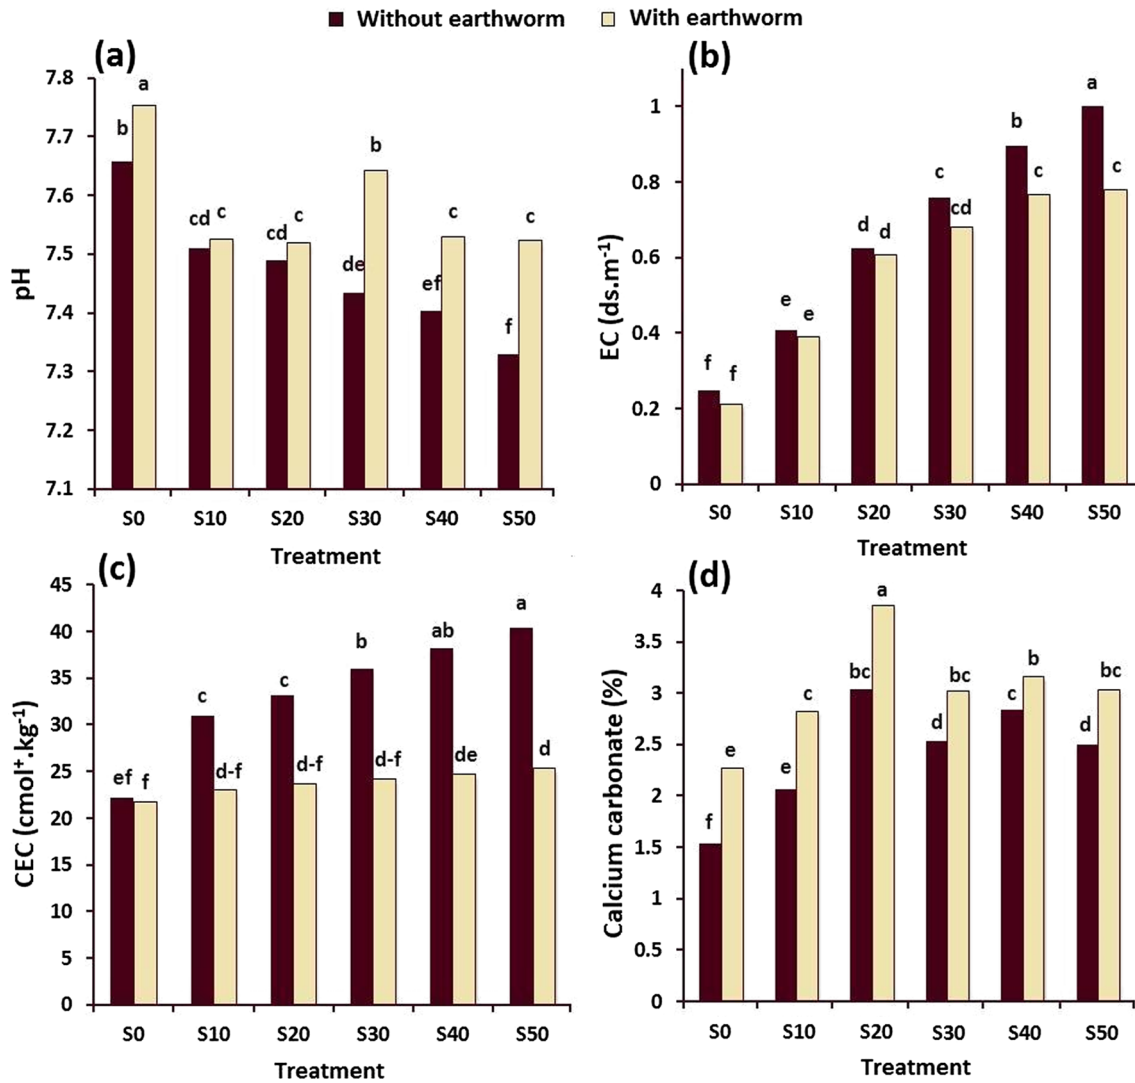 Without earthworm With earthworm
(a)
7.8
7.7
7.6
7.5
7.4
7.3
7.2
7.1
pH
b a
cd c
cd c
de b
ef c
f c
S0 S10 S20 S30 S40 S50
Treatment
(b)
1
0.8
0.6
0.4
0.2
0
EC (ds.m-1)
f f
e e
d d
c cd
b c
a c
S0 S10 S20 S30 S40 S50
Treatment
(c)
45
40
35
30
25
20
15
10
5
0
CEC (cmol+.kg-1)
ef f
c d-f
c d-f
b d-f
ab de
a d
S0 S10 S20 S30 S40 S50
Treatment
(d)
4
3.5
3
2.5
2
1.5
1
0.5
0
Calcium carbonate (%)
f e
e c
bc a
d bc
c b
d bc
S0 S10 S20 S30 S40 S50
Treatment